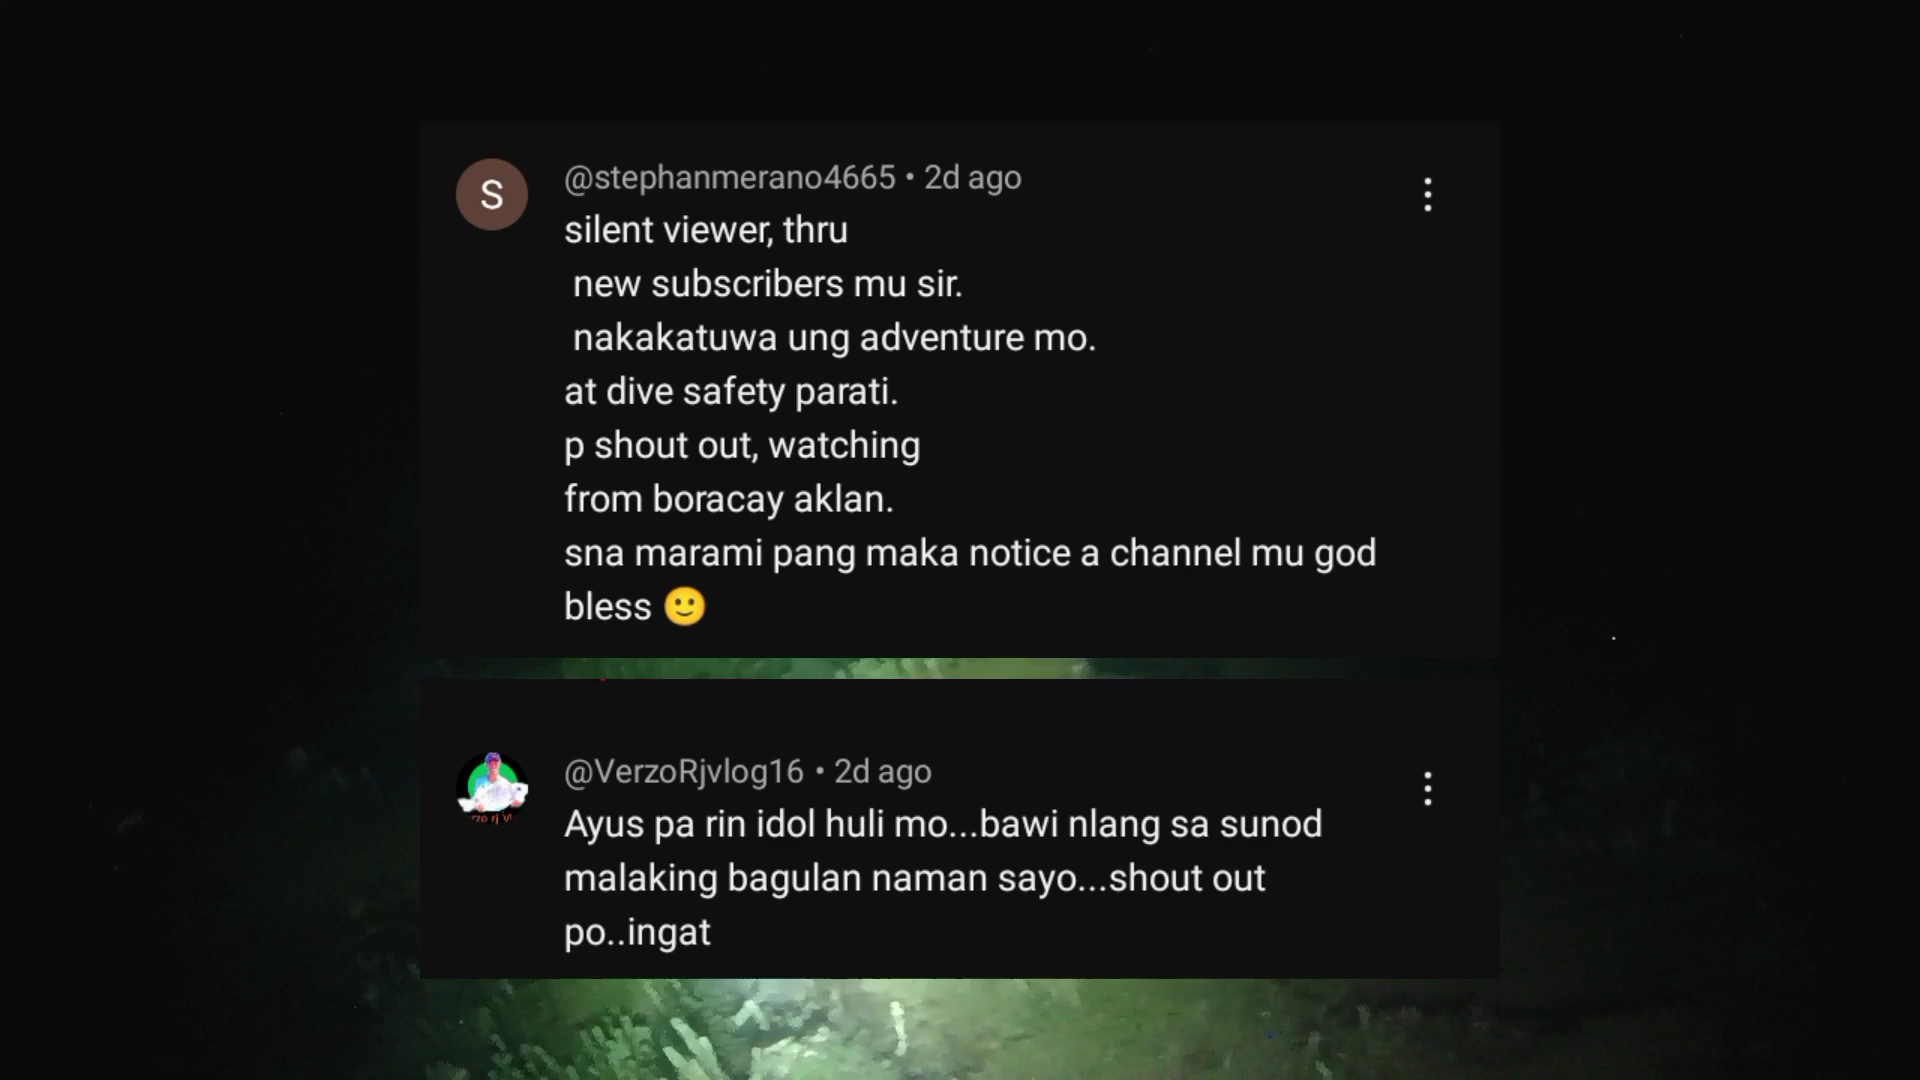 S
@stephanmerano4665 • 2d ago
silent viewer, thru
new subscribers mu sir.
nakakatuwa ung adventure mo.
at dive safety parati.
p shout out, watching
from boracay aklan.
sna marami pang maka notice a channel mu god
bless 🙂
@VerzoRjvlog16 • 2d ago
Ayus pa rin idol huli mo...bawi nlang sa sunod
malaking bagulan naman sayo...shout out
po..ingat